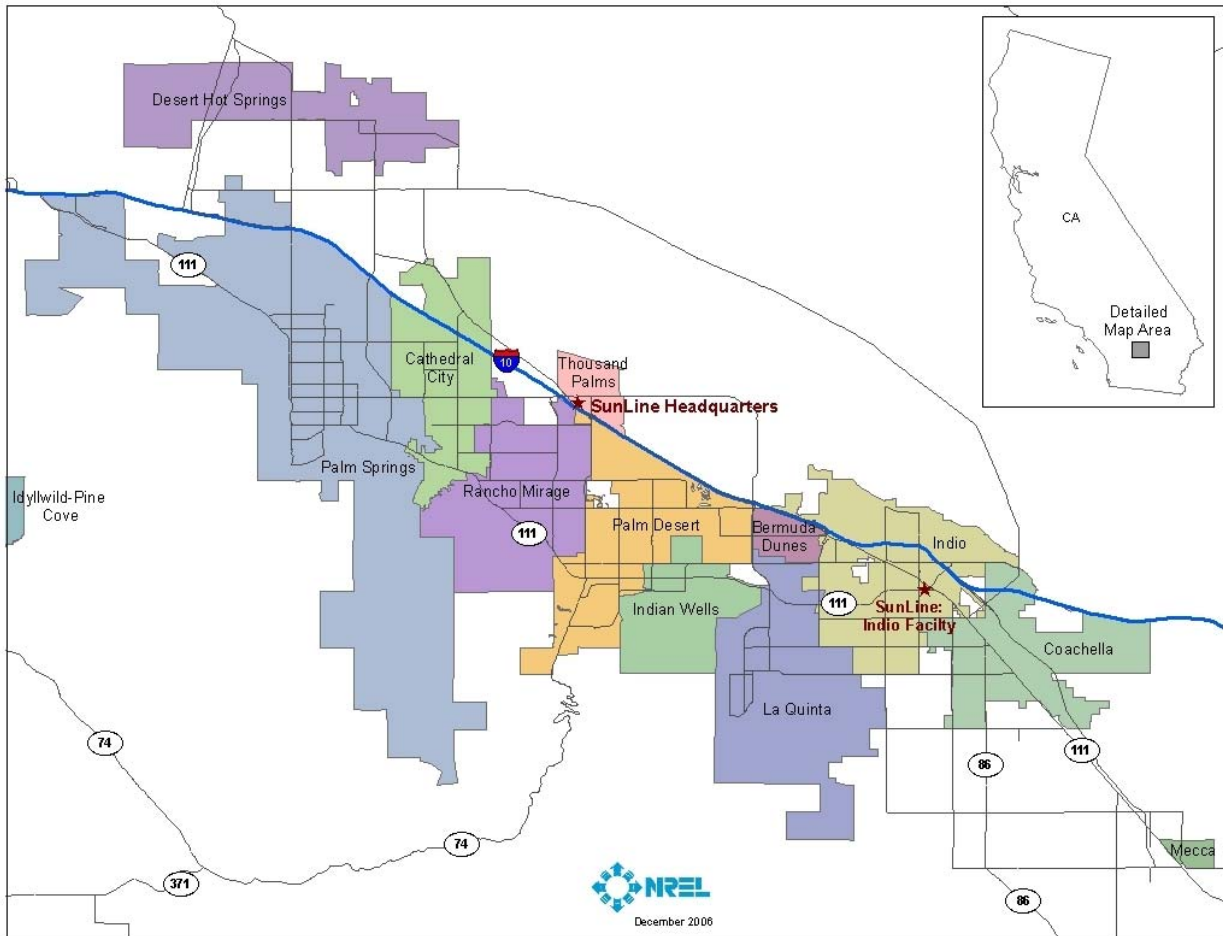 Desert Hot Springs
111
CA
Detailed
Map Area
10
Cathedral
City
Thousand
Palms
SunLine Headquarters
Palm Springs
Idyllwild-Pine
Cove
Rancho Mirage
111
Palm Desert
Bermuda
Dunes
Indio
Indian Wells
111
SunLine:
Indio Facilty
Coachella
La Quinta
74
86
111
74
371
Mecca
86
NREL
December 2006